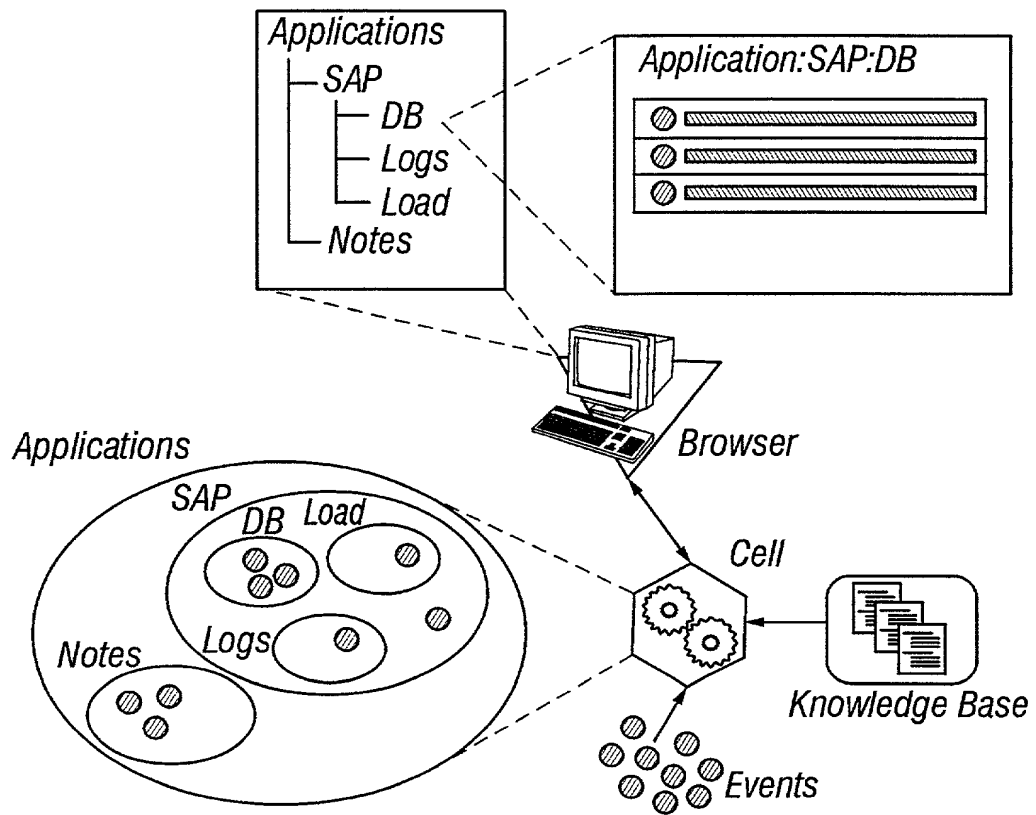 Applications
SAP
DB
Logs
Load
Notes
Application:SAP:DB
Browser
Applications
SAP
DB
Load
Logs
Notes
Cell
Knowledge Base
Events